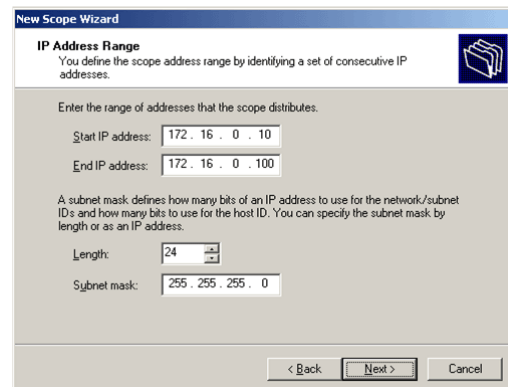 New Scope Wizard
IP Address Range
You define the scope address range by identifying a set of consecutive IP
addresses.
Enter the range of addresses that the scope distributes.
Start IP address: 172 . 16 . 0 . 10
End IP address: 172 . 16 . 0 . 100
A subnet mask defines how many bits of an IP address to use for the network/subnet
IDs and how many bits to use for the host ID. You can specify the subnet mask by
length or as an IP address.
Length: 24
Subnet mask: 255 . 255 . 255 . 0
< Back Next > Cancel